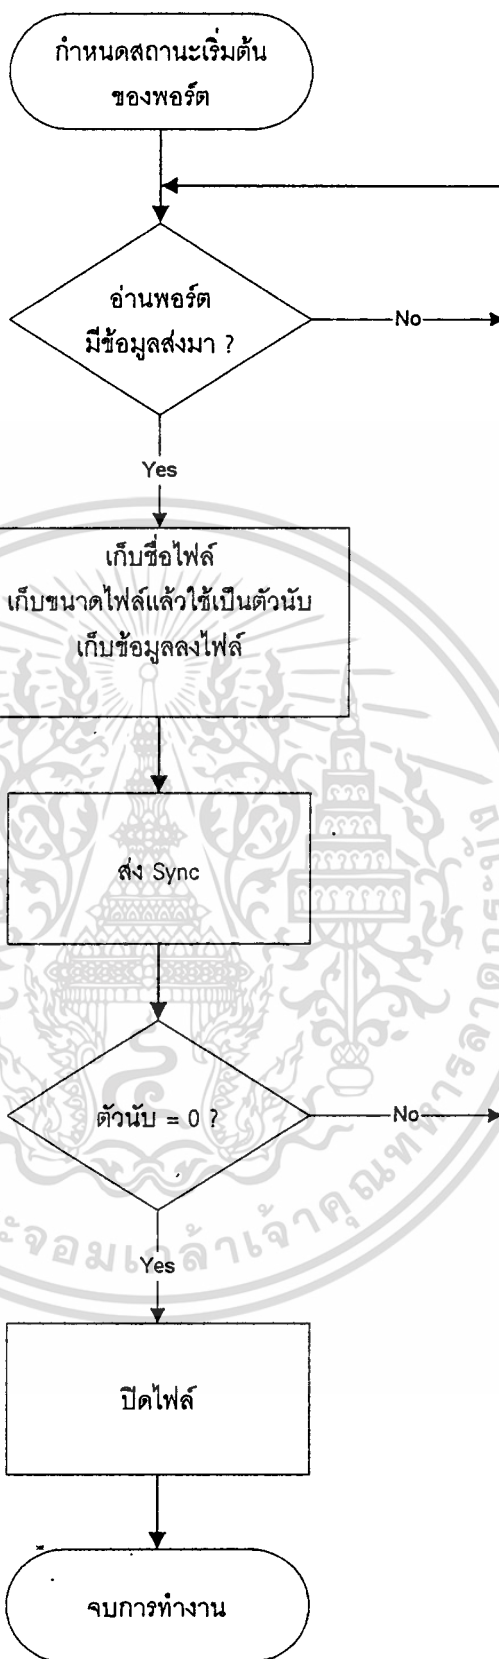 กำหนดสถานะเริ่มต้น
ของพอร์ต
อ่านพอร์ต
มีข้อมูลส่งมา ?
No
Yes
เก็บชื่อไฟล์
เก็บขนาดไฟล์แล้วใช้เป็นตัวนับ
เก็บข้อมูลลงไฟล์
ส่ง Sync
ตัวนับ = 0 ?
No
Yes
ปิดไฟล์
จบการทำงาน